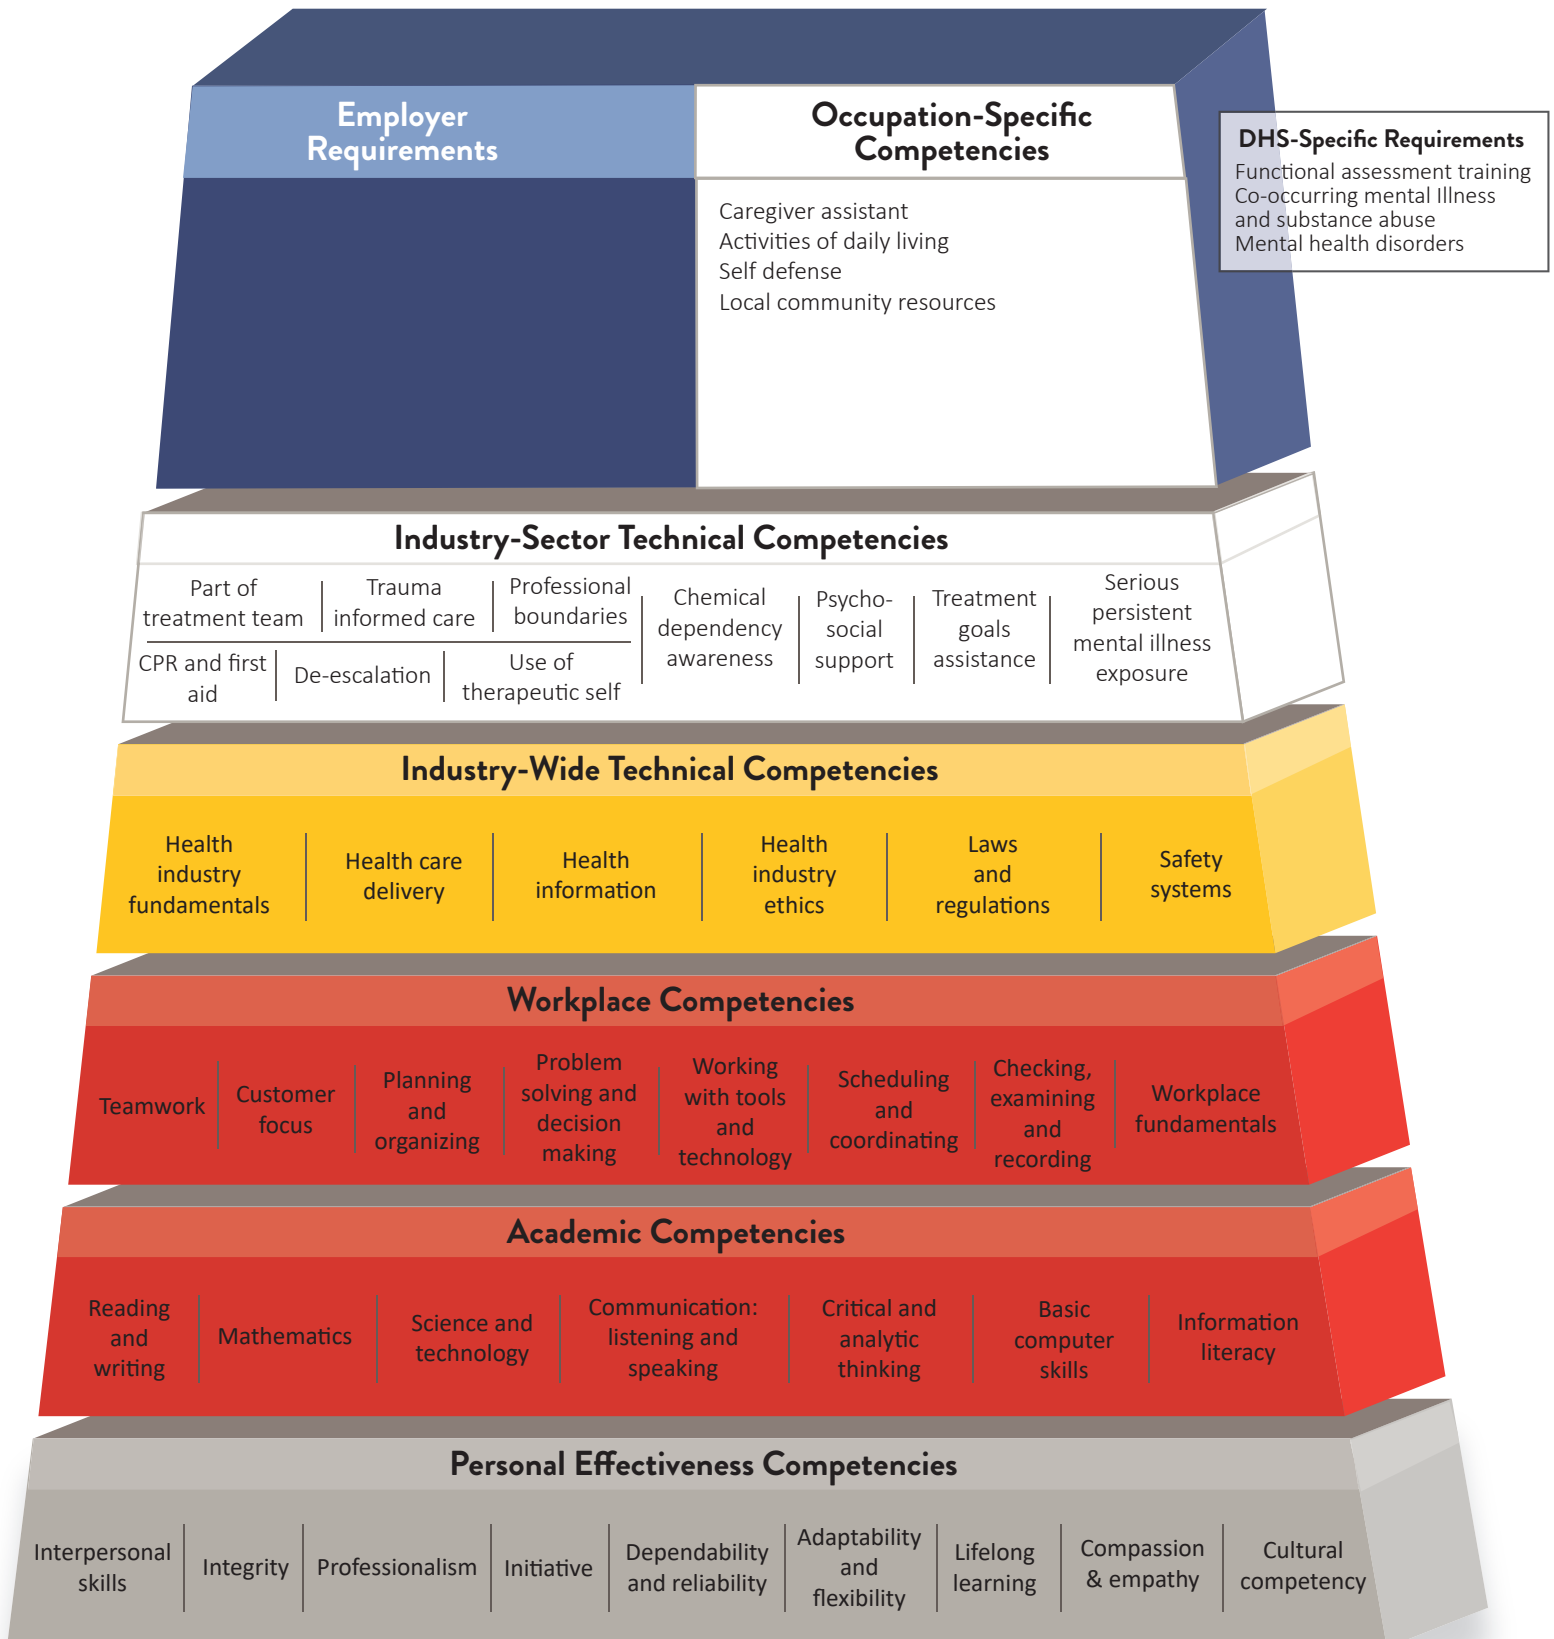 Employer
Requirements
Occupation-Specific
Competencies
Caregiver assistant
Activities of daily living
Self defense
Local community resources
DHS-Specific Requirements
Functional assessment training
Co-occurring mental Illness
and substance abuse
Mental health disorders
Industry-Sector Technical Competencies
Part of
treatment team
Trauma
informed care
Professional
boundaries
CPR and first
aid
De-escalation
Use of
therapeutic self
Chemical
dependency
awareness
Psycho-
social
support
Treatment
goals
assistance
Serious
persistent
mental illness
exposure
Industry-Wide Technical Competencies
Health
industry
fundamentals
Health care
delivery
Health
information
Health
industry
ethics
Laws
and
regulations
Safety
systems
Workplace Competencies
Teamwork
Customer
focus
Planning
and
organizing
Problem
solving and
decision
making
Working
with tools
and
technology
Scheduling
and
coordinating
Checking,
examining
and
recording
Workplace
fundamentals
Academic Competencies
Reading
and
writing
Mathematics
Science and
technology
Communication:
listening and
speaking
Critical and
analytic
thinking
Basic
computer
skills
Information
literacy
Personal Effectiveness Competencies
Interpersonal
skills
Integrity
Professionalism
Initiative
Dependability
and reliability
Adaptability
and
flexibility
Lifelong
learning
Compassion
& empathy
Cultural
competency